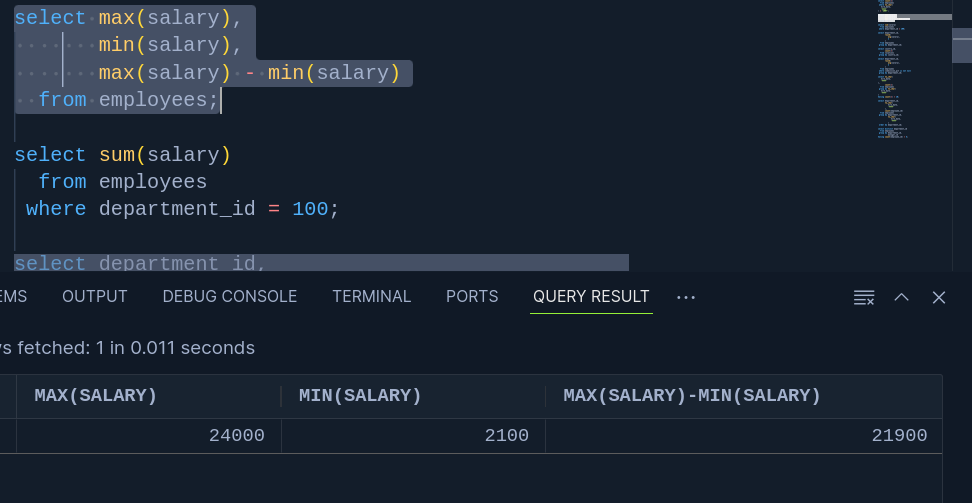 select max(salary),
min(salary),
max(salary) - min(salary)
from employees;
select sum(salary)
from employees
where department_id = 100;
select department_id,
EMS OUTPUT DEBUG CONSOLE TERMINAL PORTS QUERY RESULT ...
s fetched: 1 in 0.011 seconds
MAX(SALARY) MIN(SALARY) MAX(SALARY)-MIN(SALARY)
24000 2100 21900